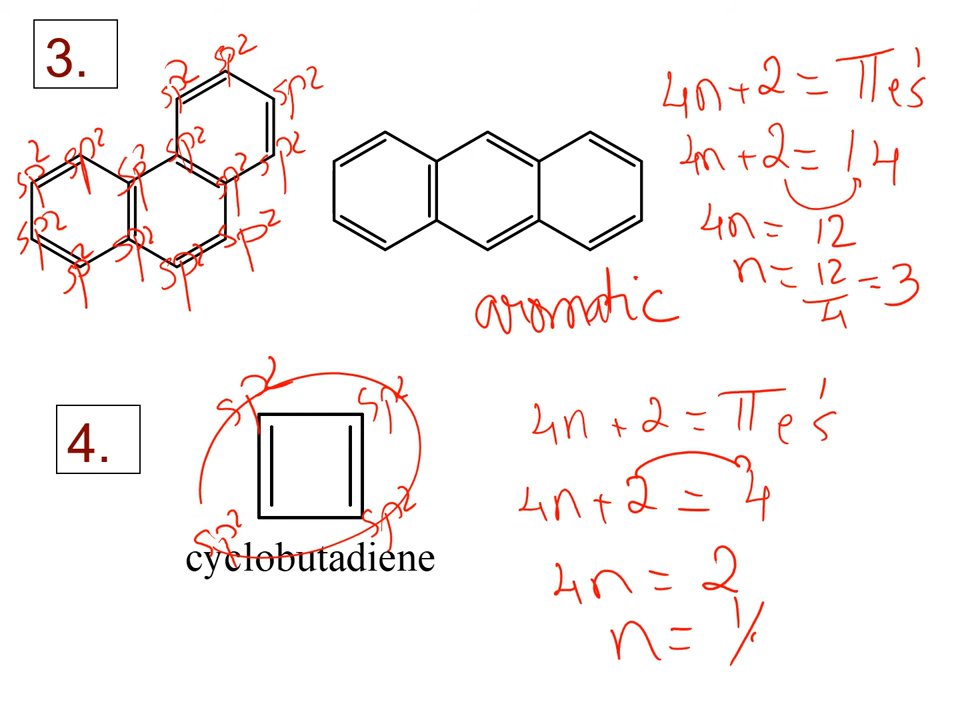 3.
sp2
sp2 sp2
sp2 sp2 sp2 sp2 sp2
sp2 sp2
sp2 sp2 sp2
sp2
4n+2 = πe's
4n+2 = 14
4n = 12
n = 12/4 = 3
aromatic
4.
sp2 sp2
sp2 sp2
cyclobutadiene
4n+2 = πe's
4n+2 = 4
4n = 2
n = 1/